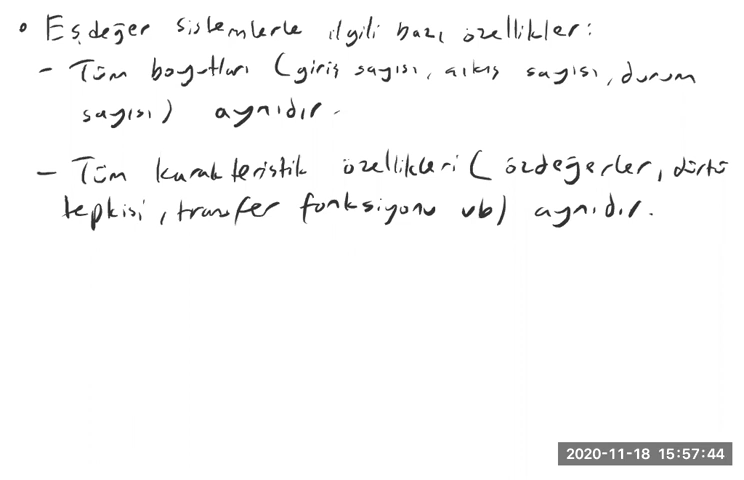 • Eşdeğer sistemlerle ilgili bazı özellikler:
- Tüm boyutları (giriş sayısı, çıkış sayısı, durum
sayısı) aynıdır.
- Tüm karakteristik özellikleri (özdeğerler, dürtü
tepkisi, transfer fonksiyonu vb) aynıdır.
2020-11-18 15:57:44